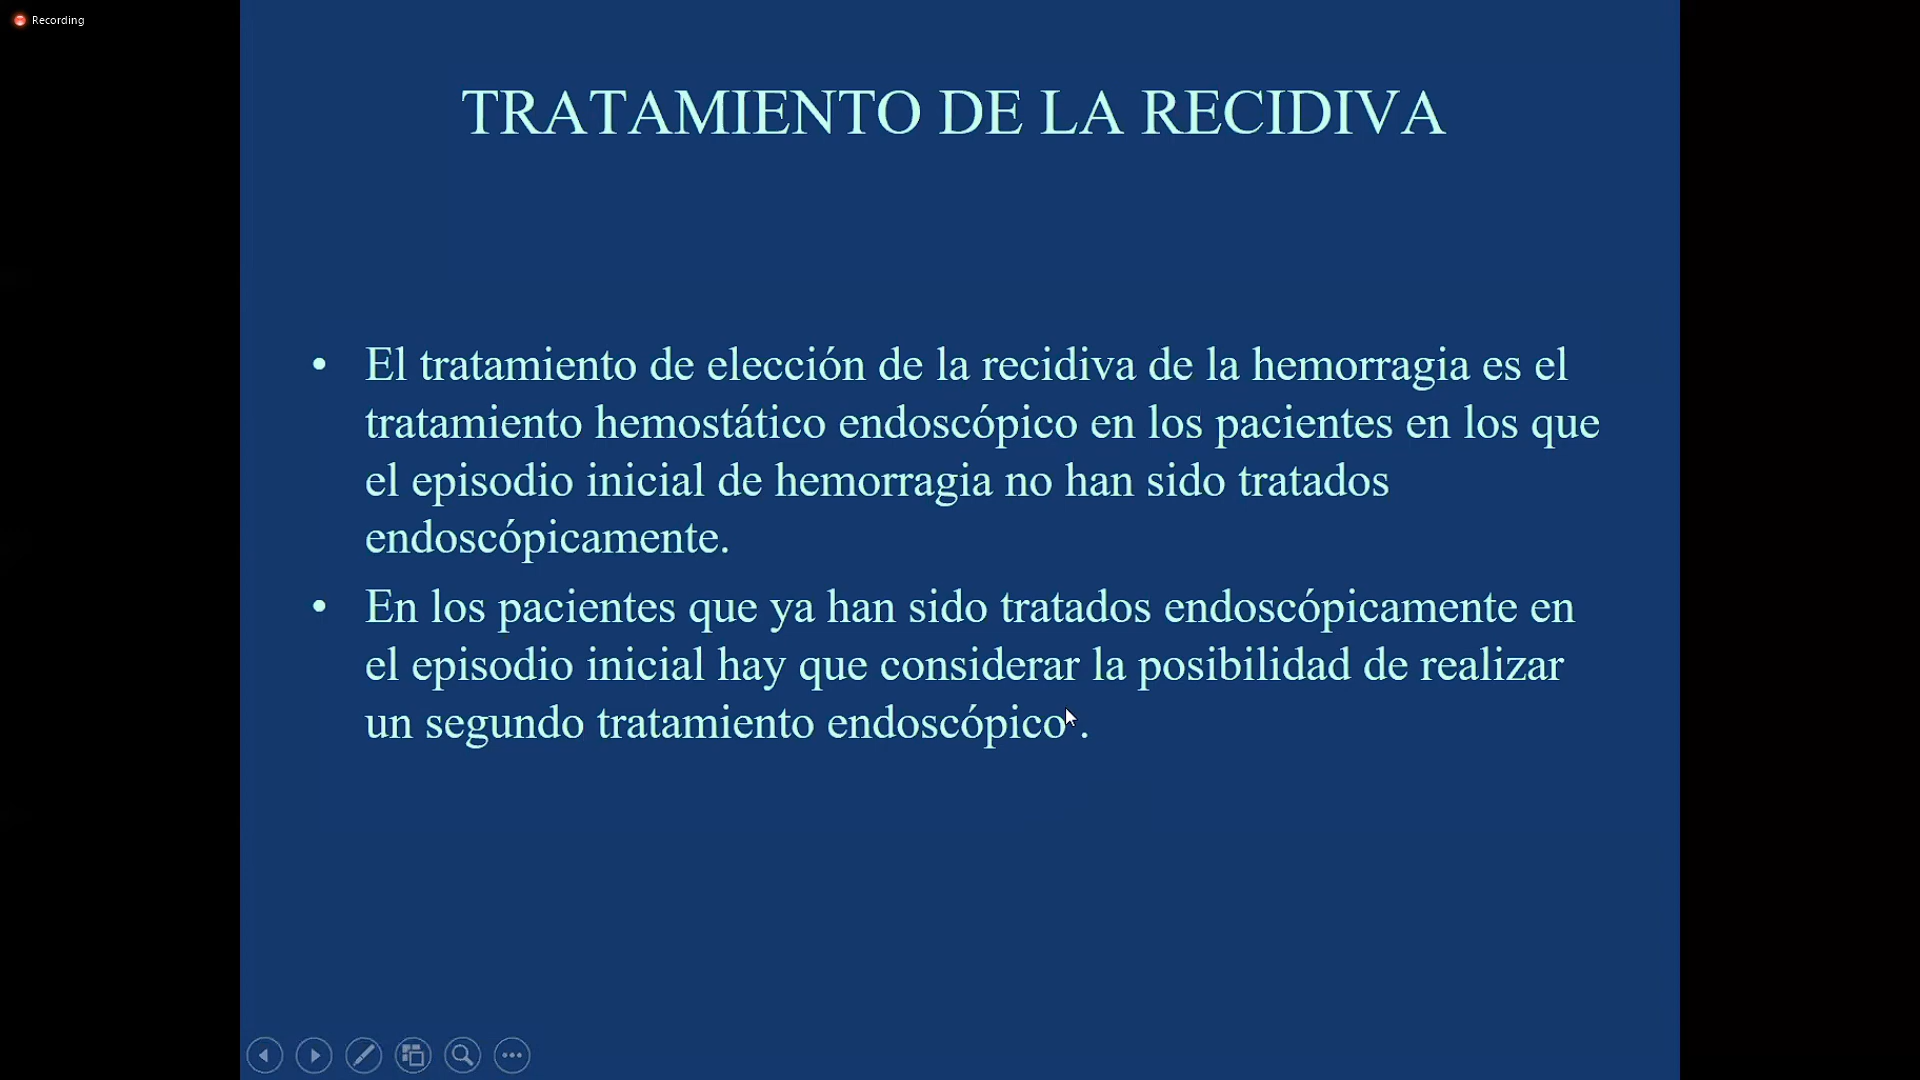 Recording
TRATAMIENTO DE LA RECIDIVA
• El tratamiento de elección de la recidiva de la hemorragia es el
tratamiento hemostático endoscópico en los pacientes en los que
el episodio inicial de hemorragia no han sido tratados
endoscópicamente.
• En los pacientes que ya han sido tratados endoscópicamente en
el episodio inicial hay que considerar la posibilidad de realizar
un segundo tratamiento endoscópico .